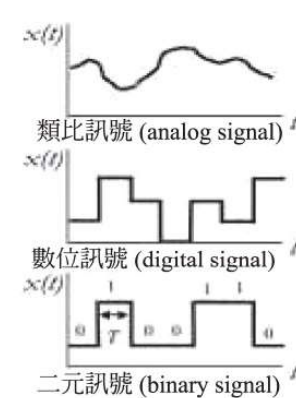 x(t)
t
類比訊號 (analog signal)
x(t)
t
數位訊號 (digital signal)
x(t)
0 1 0 0 1 1 0
T
t
二元訊號 (binary signal)